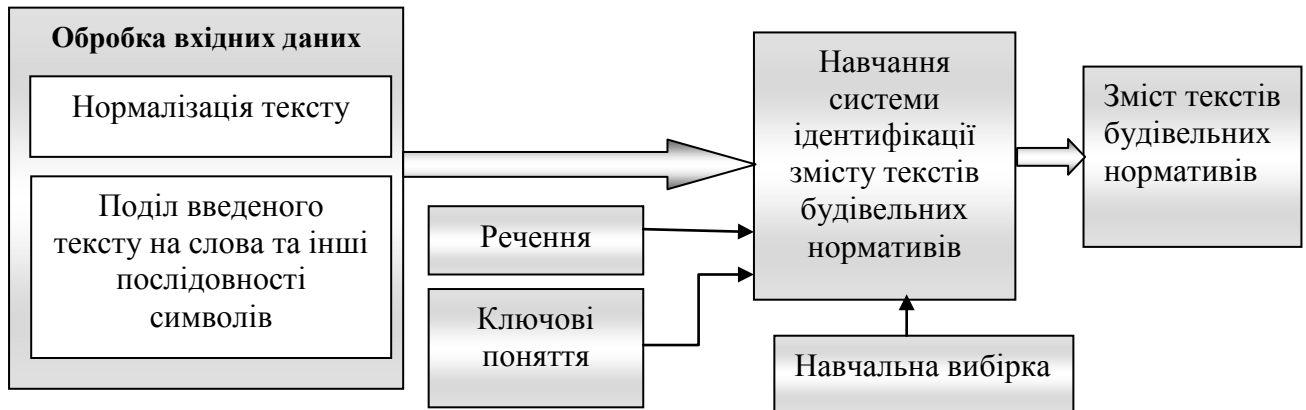 Обробка вхідних даних
Нормалізація тексту
Поділ введеного
тексту на слова та інші
послідовності
символів
Речення
Ключові
поняття
Навчання
системи
ідентифікації
змісту текстів
будівельних
нормативів
Навчальна вибірка
Зміст текстів
будівельних
нормативів